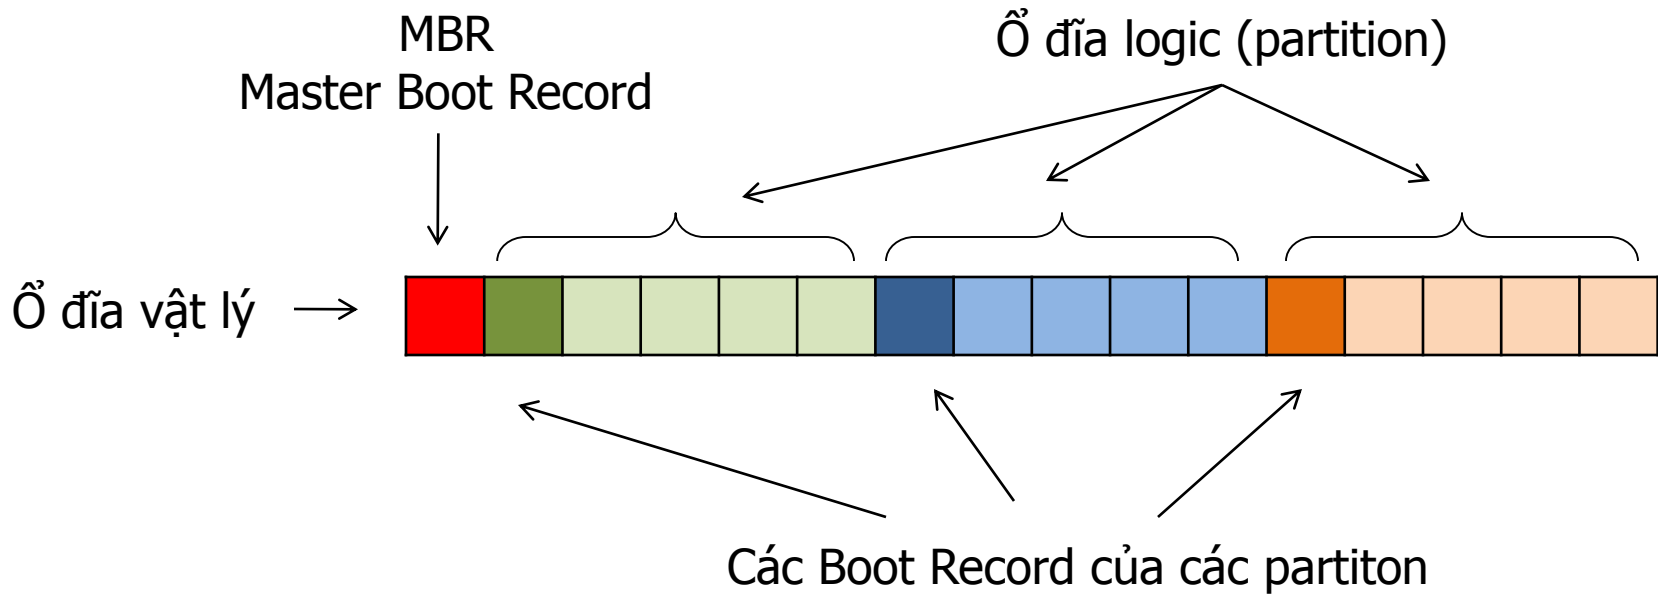 MBR
Master Boot Record
Ổ đĩa logic (partition)
Ổ đĩa vật lý
Các Boot Record của các partiton